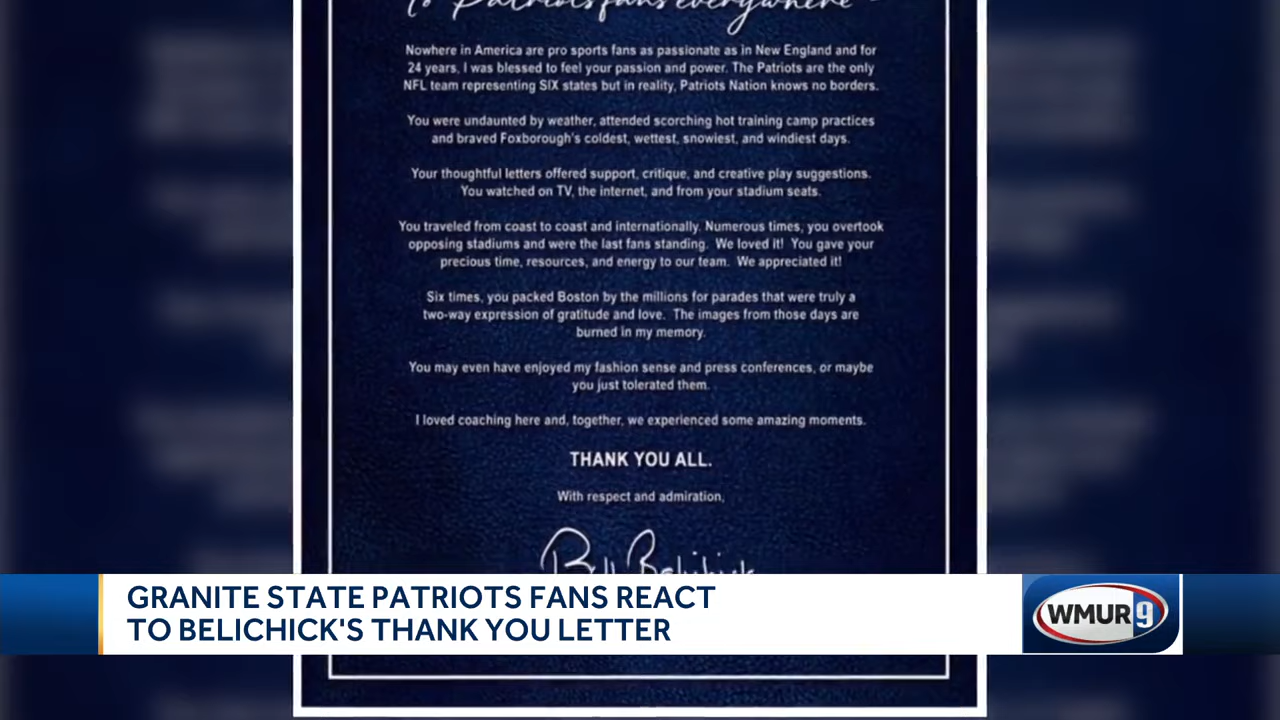 To Patriots fans everywhere -
Nowhere in America are pro sports fans as passionate as in New England and for
24 years, I was blessed to feel your passion and power. The Patriots are the only
NFL team representing SIX states but in reality, Patriots Nation knows no borders.
You were undaunted by weather, attended scorching hot training camp practices
and braved Foxborough's coldest, wettest, snowiest, and windiest days.
Your thoughtful letters offered support, critique, and creative play suggestions.
You watched on TV, the internet, and from your stadium seats.
You traveled from coast to coast and internationally. Numerous times, you overtook
opposing stadiums and were the last fans standing. We loved it! You gave your
precious time, resources, and energy to our team. We appreciated it!
Six times, you packed Boston by the millions for parades that were truly a
two-way expression of gratitude and love. The images from those days are
burned in my memory.
You may even have enjoyed my fashion sense and press conferences, or maybe
you just tolerated them.
I loved coaching here and, together, we experienced some amazing moments.
THANK YOU ALL.
With respect and admiration,
Bill Belichick
GRANITE STATE PATRIOTS FANS REACT
TO BELICHICK'S THANK YOU LETTER
WMUR 9